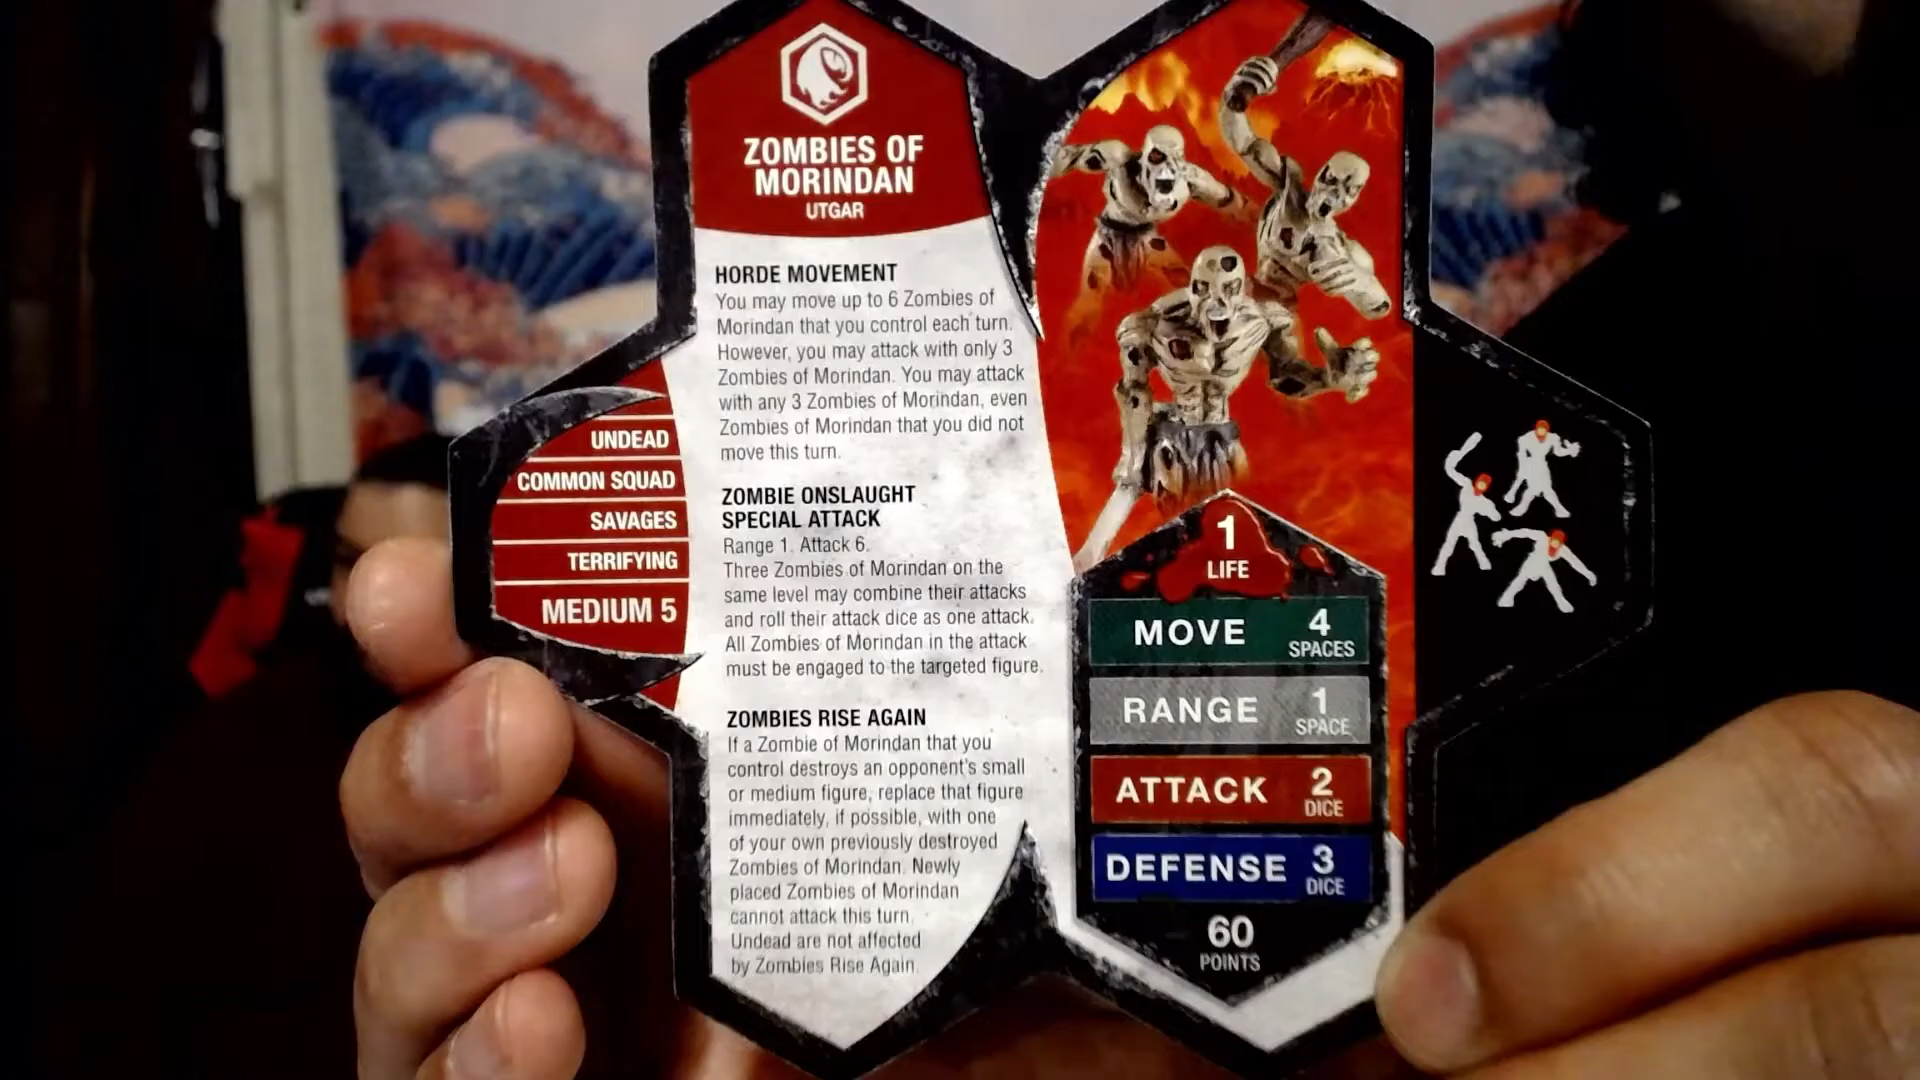 ZOMBIES OF
MORINDAN
UTGAR
HORDE MOVEMENT
You may move up to 6 Zombies of
Morindan that you control each turn.
However, you may attack with only 3
Zombies of Morindan. You may attack
with any 3 Zombies of Morindan, even
Zombies of Morindan that you did not
move this turn.
ZOMBIE ONSLAUGHT
SPECIAL ATTACK
Range 1. Attack 6.
Three Zombies of Morindan on the
same level may combine their attacks
and roll their attack dice as one attack.
All Zombies of Morindan in the attack
must be engaged to the targeted figure.
ZOMBIES RISE AGAIN
If a Zombie of Morindan that you
control destroys an opponent's small
or medium figure, replace that figure
immediately, if possible, with one
of your own previously destroyed
Zombies of Morindan. Newly
placed Zombies of Morindan
cannot attack this turn.
Undead are not affected
by Zombies Rise Again.
UNDEAD
COMMON SQUAD
SAVAGES
TERRIFYING
MEDIUM 5
1
LIFE
MOVE 4
SPACES
RANGE 1
SPACE
ATTACK 2
DICE
DEFENSE 3
DICE
60
POINTS